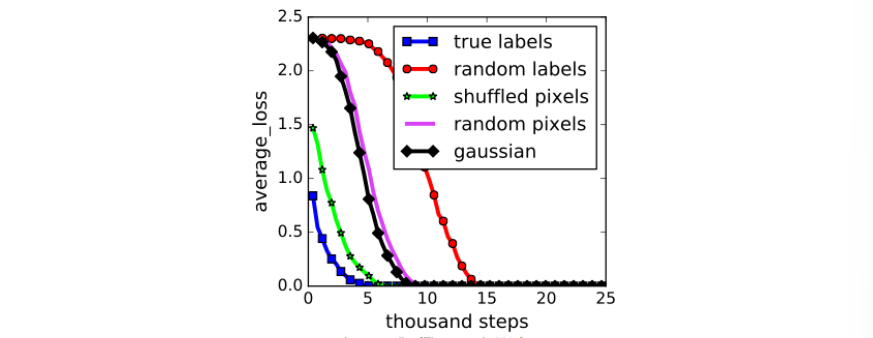 2.5
2.0
1.5
1.0
0.5
0.0
average_loss
true labels
random labels
shuffled pixels
random pixels
gaussian
0 5 10 15 20 25
thousand steps